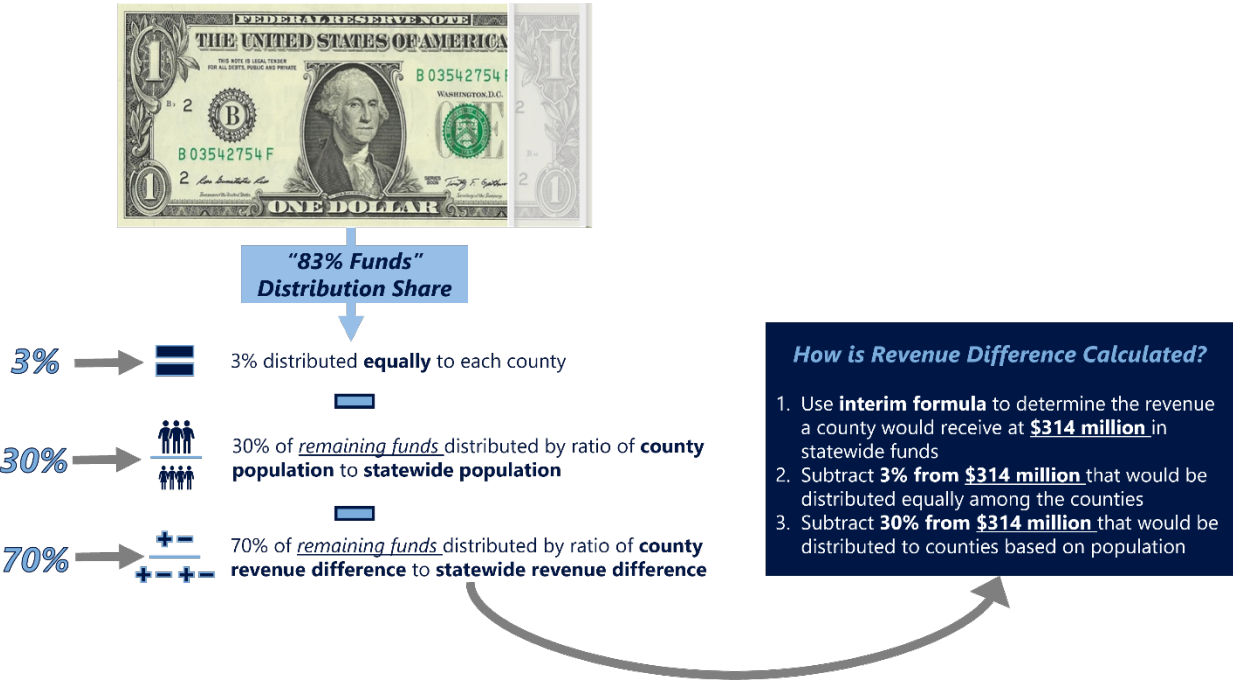 FEDERAL RESERVE NOTE
THE UNITED STATES OF AMERICA
THIS NOTE IS LEGAL TENDER
FOR ALL DEBTS, PUBLIC AND PRIVATE
B 03542754 F
WASHINGTON, D.C.
1
1
2
2
B
B 03542754 F
ONE
2
SERIES
ONE DOLLAR
1
1
"83% Funds"
Distribution Share
3%
3% distributed equally to each county
30%
30% of remaining funds distributed by ratio of county
population to statewide population
70%
70% of remaining funds distributed by ratio of county
revenue difference to statewide revenue difference
How is Revenue Difference Calculated?
1. Use interim formula to determine the revenue
a county would receive at $314 million in
statewide funds
2. Subtract 3% from $314 million that would be
distributed equally among the counties
3. Subtract 30% from $314 million that would be
distributed to counties based on population